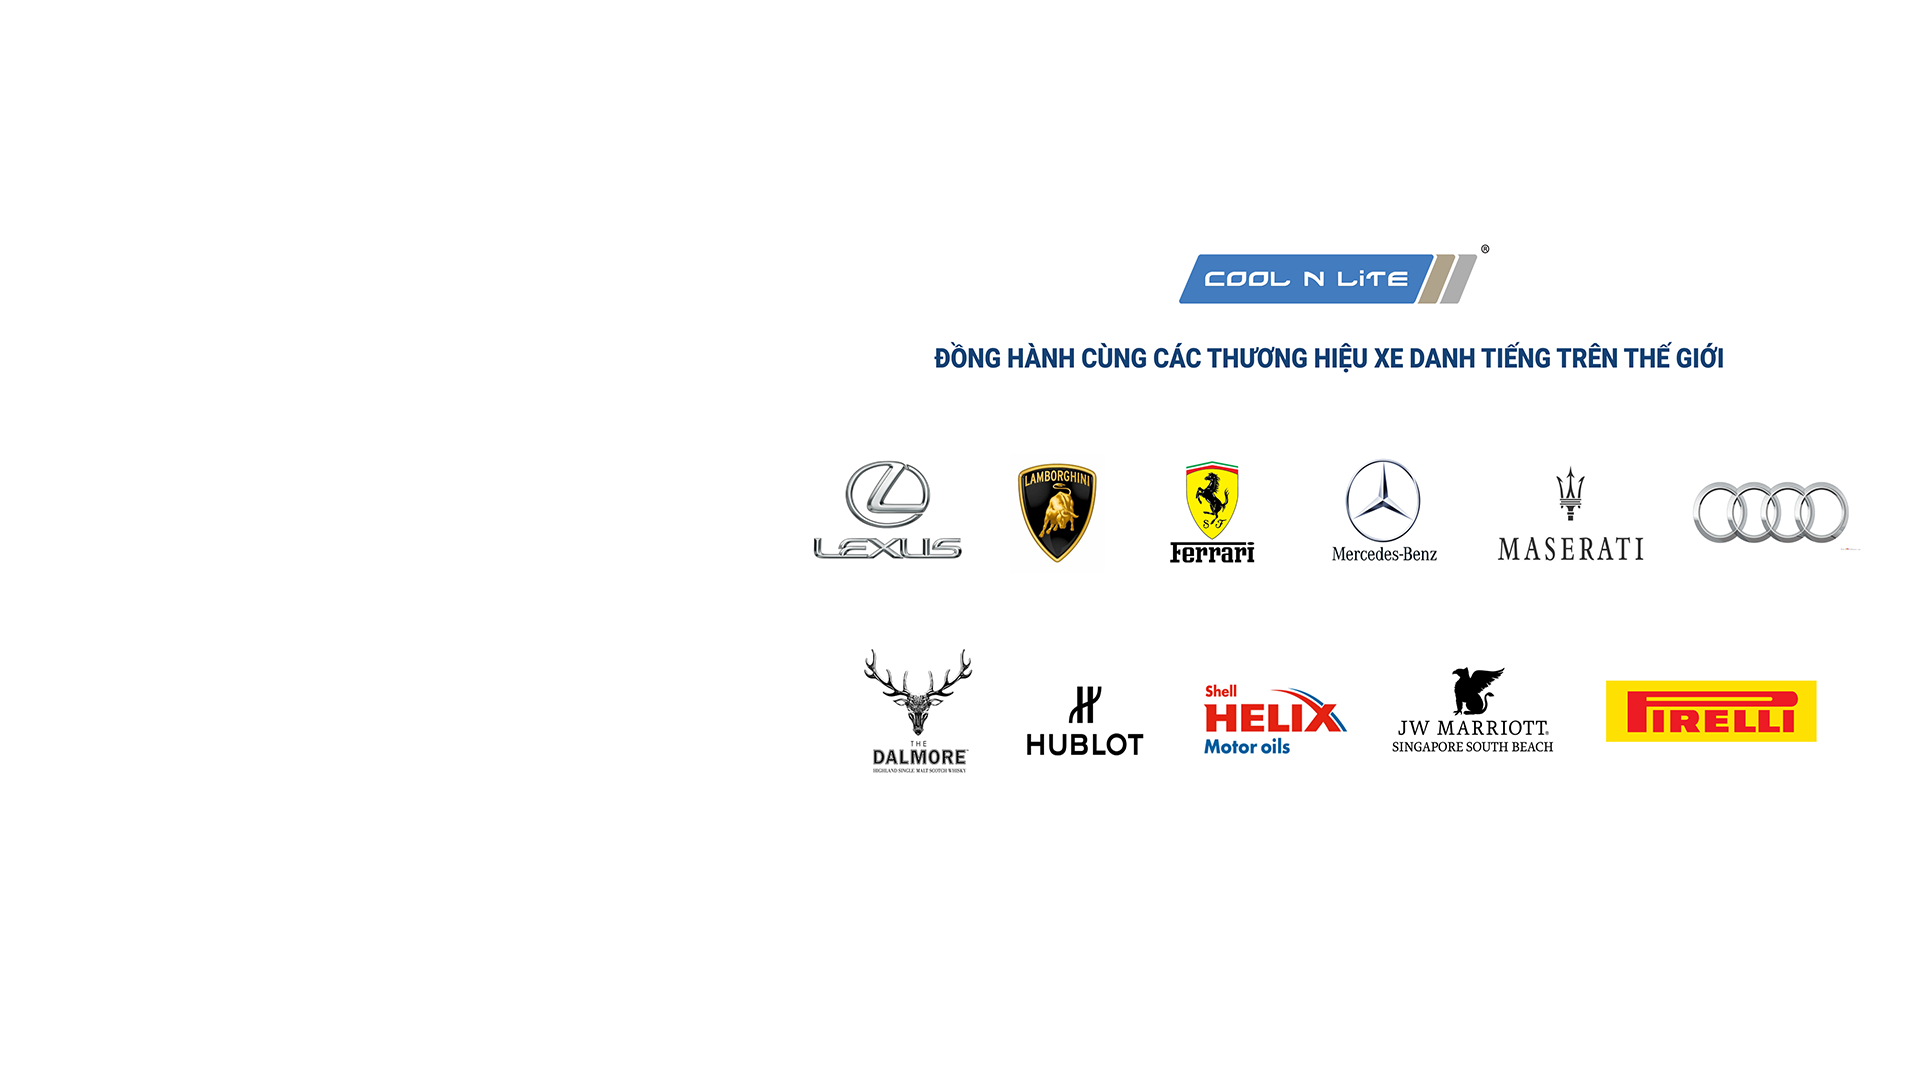 COOL N LiTE ®
ĐỒNG HÀNH CÙNG CÁC THƯƠNG HIỆU XE DANH TIẾNG TRÊN THẾ GIỚI
LEXUS
LAMBORGHINI
S F
Ferrari
Mercedes-Benz
MASERATI
THE
DALMORE
HIGHLAND SINGLE MALT SCOTCH WHISKY
H
HUBLOT
Shell
HELIX
Motor oils
JW MARRIOTT®
SINGAPORE SOUTH BEACH
PIRELLI